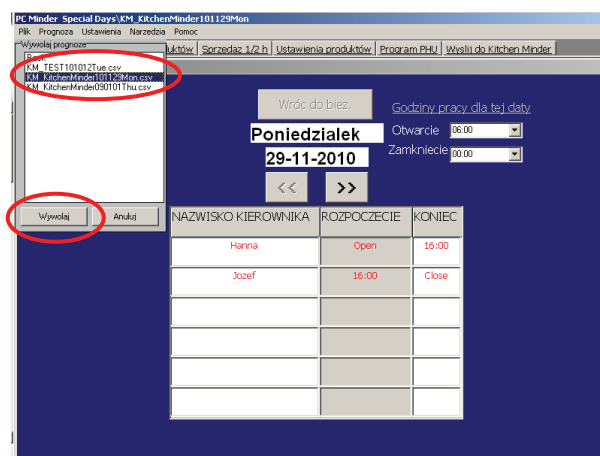 PC Minder Special Days\KM_KitchenMinder101129Mon
Plik Prognoza Ustawienia Narzedzia Pomoc
Wywolaj prognoze
któw Sprzedaz 1/2 h Ustawienia produktów Program PHU Wyslij do Kitchen Minder
KM_TEST101012Tue.csv
KM_KitchenMinder101129Mon.csv
KM_KitchenMinder090101Thu.csv
Wywolaj Anuluj
Wróc do biez.
Godziny pracy dla tej daty
Poniedzialek
Otwarcie 06:00
29-11-2010
Zamkniecie 00:00
<< >>
NAZWISKO KIEROWNIKA ROZPOCZECIE KONIEC
Hanna Open 16:00
Jozef 16:00 Close